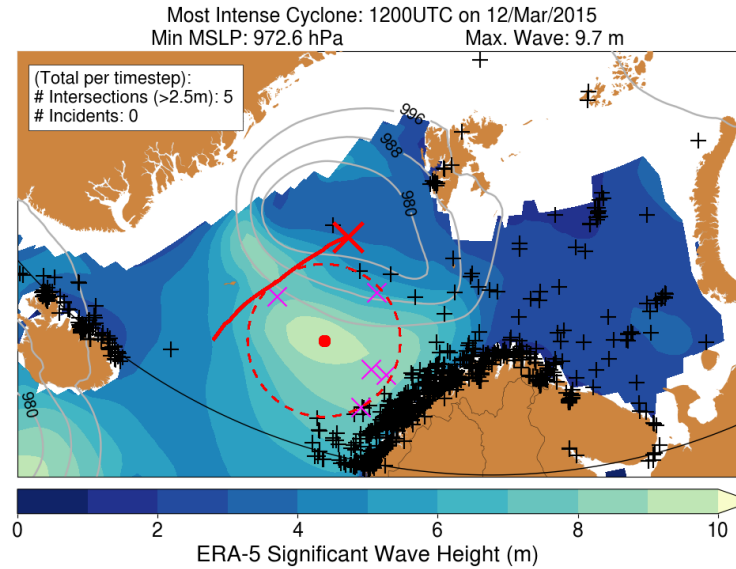 Most Intense Cyclone: 1200UTC on 12/Mar/2015
Min MSLP: 972.6 hPa Max. Wave: 9.7 m
(Total per timestep):
# Intersections (>2.5m): 5
# Incidents: 0
996
988
980
980
0 2 4 6 8 10
ERA-5 Significant Wave Height (m)